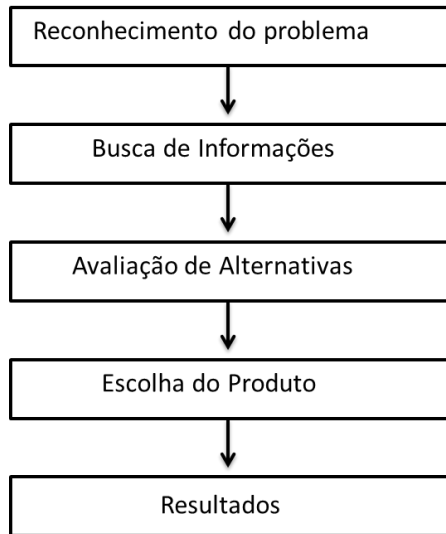 Reconhecimento do problema
Busca de Informações
Avaliação de Alternativas
Escolha do Produto
Resultados